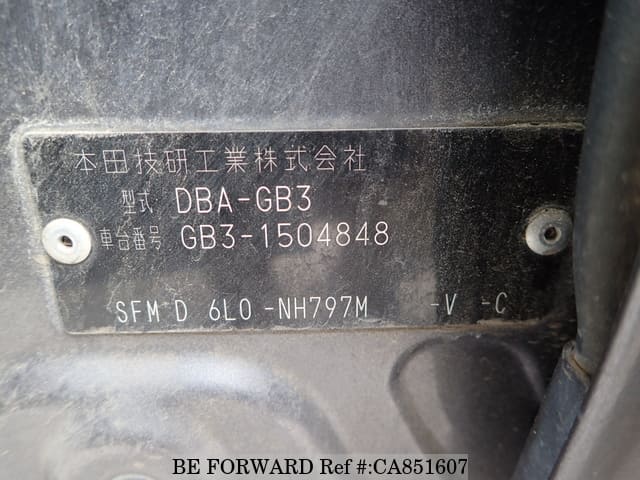 本田技研工業株式会社
型式 DBA-GB3
車台番号 GB3-1504848
SFM D 6L0 -NH797M -V -C
BE FORWARD Ref #:CA851607